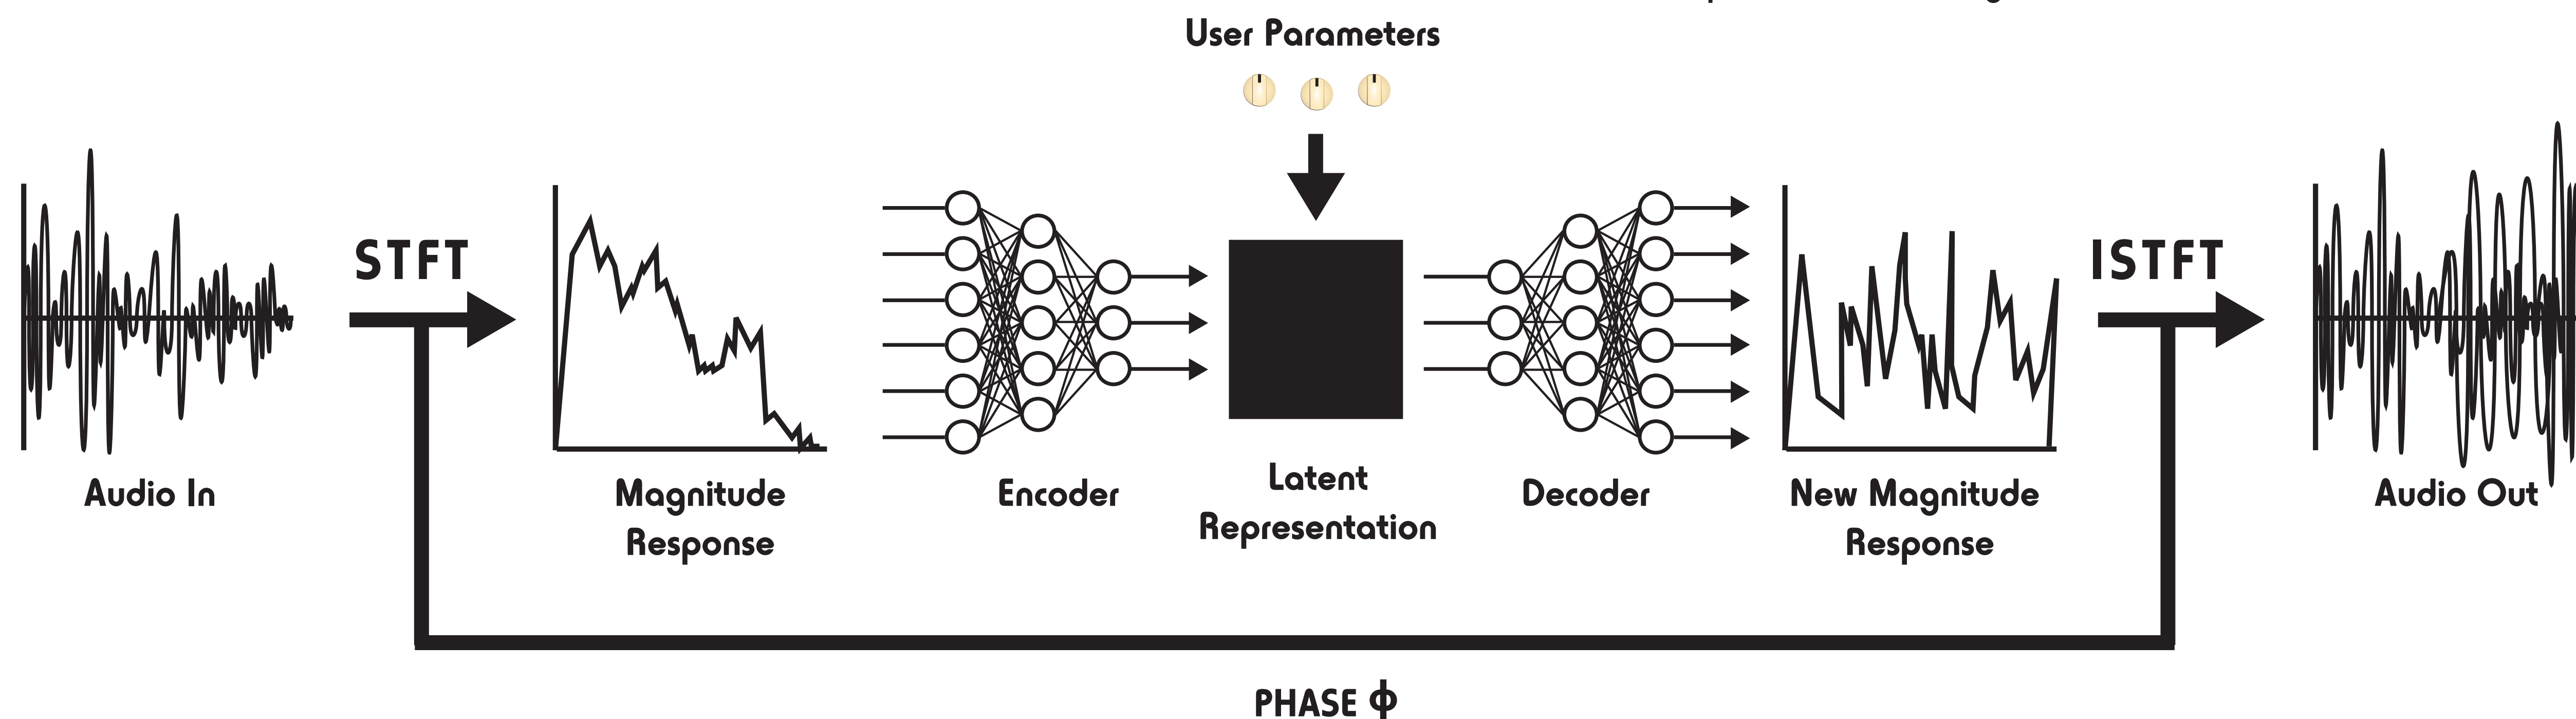 User Parameters
STFT
ISTFT
Audio In
Magnitude
Response
Encoder
Latent
Representation
Decoder
New Magnitude
Response
Audio Out
PHASE ϕ